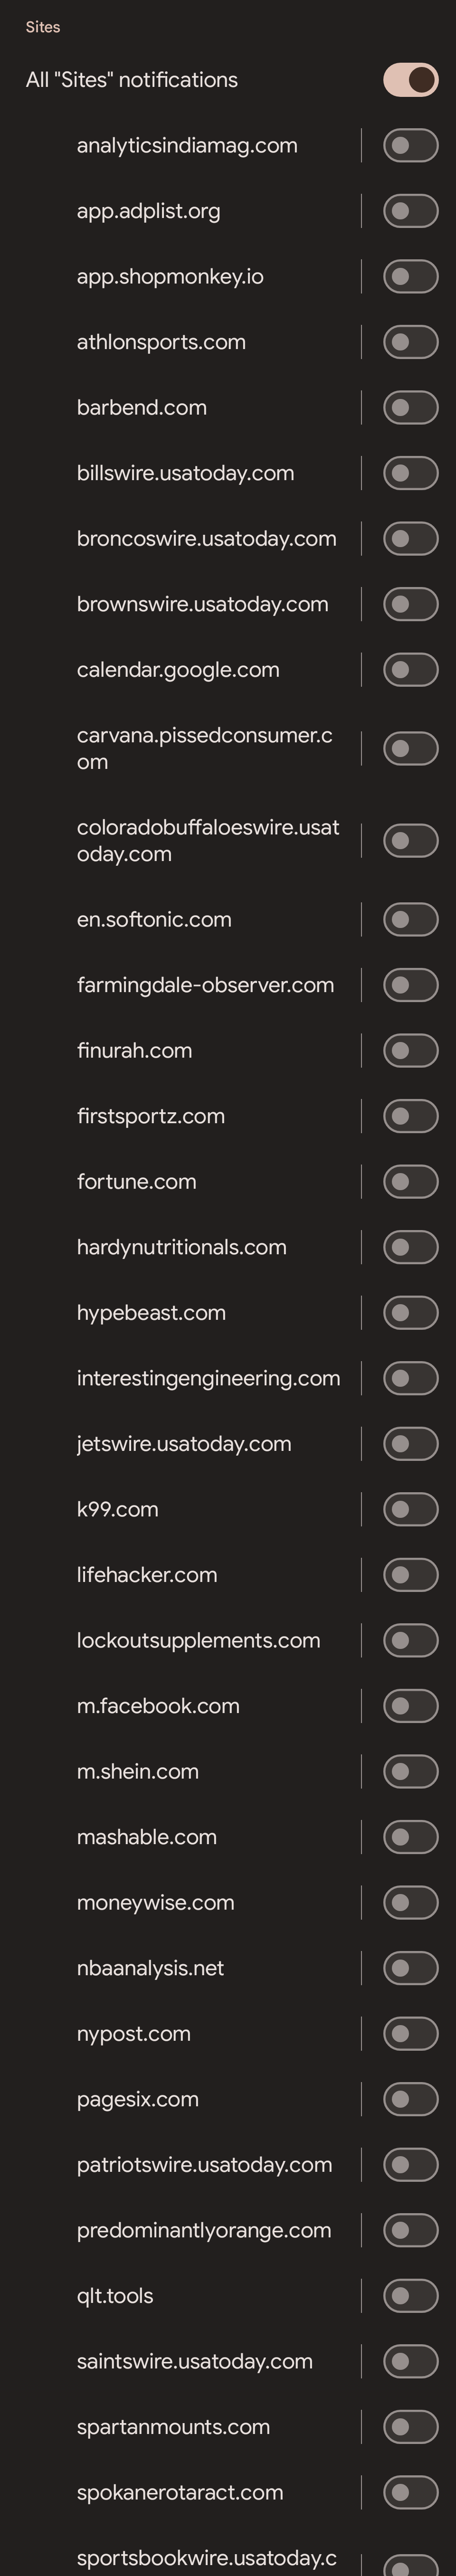 Sites
All "Sites" notifications
analyticsindiamag.com
app.adplist.org
app.shopmonkey.io
athlonsports.com
barbend.com
billswire.usatoday.com
broncoswire.usatoday.com
brownswire.usatoday.com
calendar.google.com
carvana.pissedconsumer.c
om
coloradobuffaloeswire.usat
oday.com
en.softonic.com
farmingdale-observer.com
finurah.com
firstsportz.com
fortune.com
hardynutritionals.com
hypebeast.com
interestingengineering.com
jetswire.usatoday.com
k99.com
lifehacker.com
lockoutsupplements.com
m.facebook.com
m.shein.com
mashable.com
moneywise.com
nbaanalysis.net
nypost.com
pagesix.com
patriotswire.usatoday.com
predominantlyorange.com
qlt.tools
saintswire.usatoday.com
spartanmounts.com
spokanerotaract.com
sportsbookwire.usatoday.c